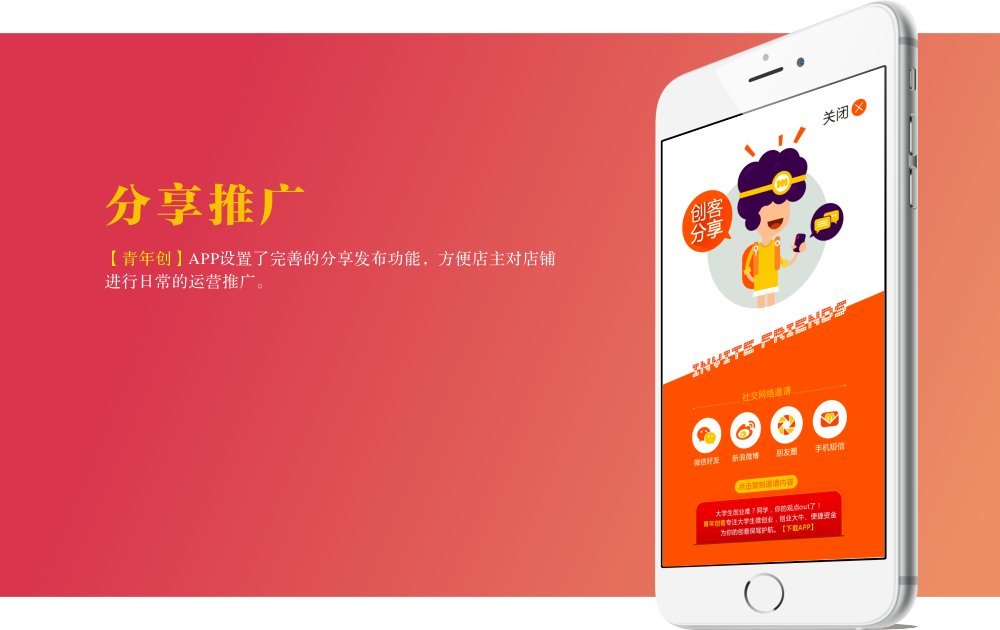 分享推广
【青年创】APP设置了完善的分享发布功能，方便店主对店铺
进行日常的运营推广。
关闭
创客
分享
INVITE FRIENDS
社交网络邀请
微信好友 新浪微博 朋友圈 手机短信
点击复制邀请内容
大学生创业难？同学，你的观点out了！
青年创客专注大学生微创业，创业大牛、便捷资金
为你的创意保驾护航。【下载APP】